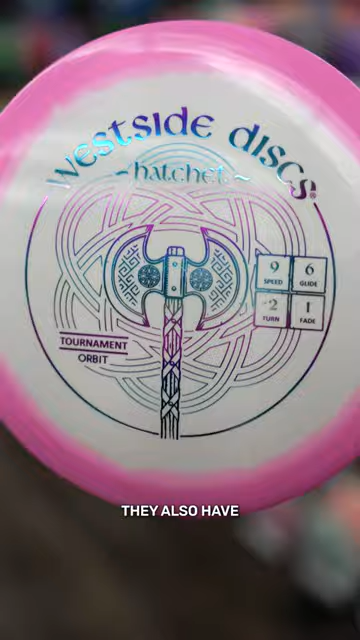 westside discs®
~hatchet~
9 6
SPEED GLIDE
-2 1
TURN FADE
TOURNAMENT
ORBIT
THEY ALSO HAVE